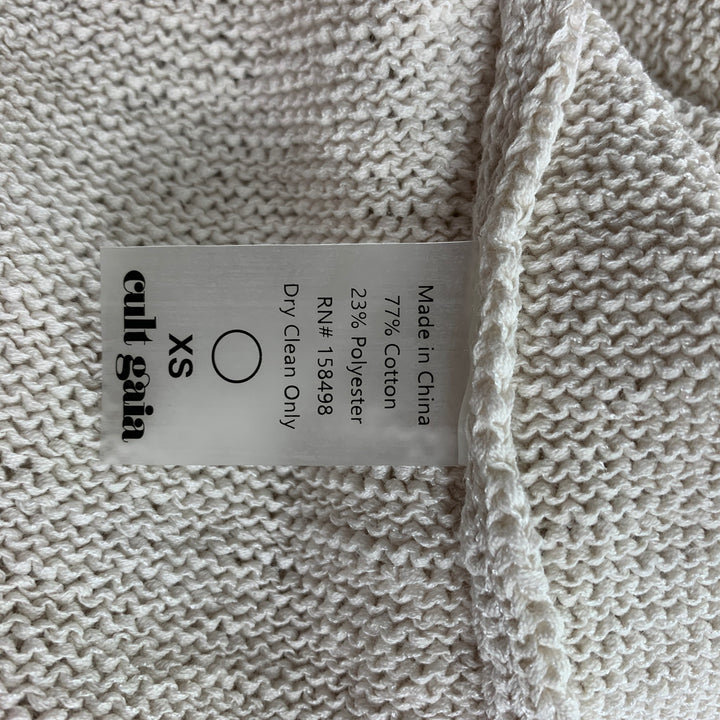 Made in China
77% Cotton
23% Polyester
RN# 158498
Dry Clean Only
XS
cult gaia